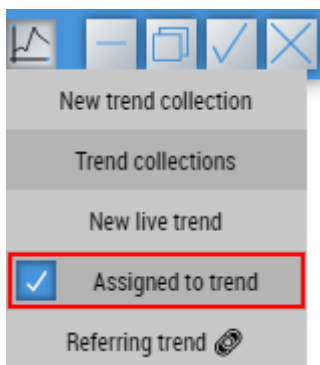 New trend collection
Trend collections
New live trend
Assigned to trend
Referring trend